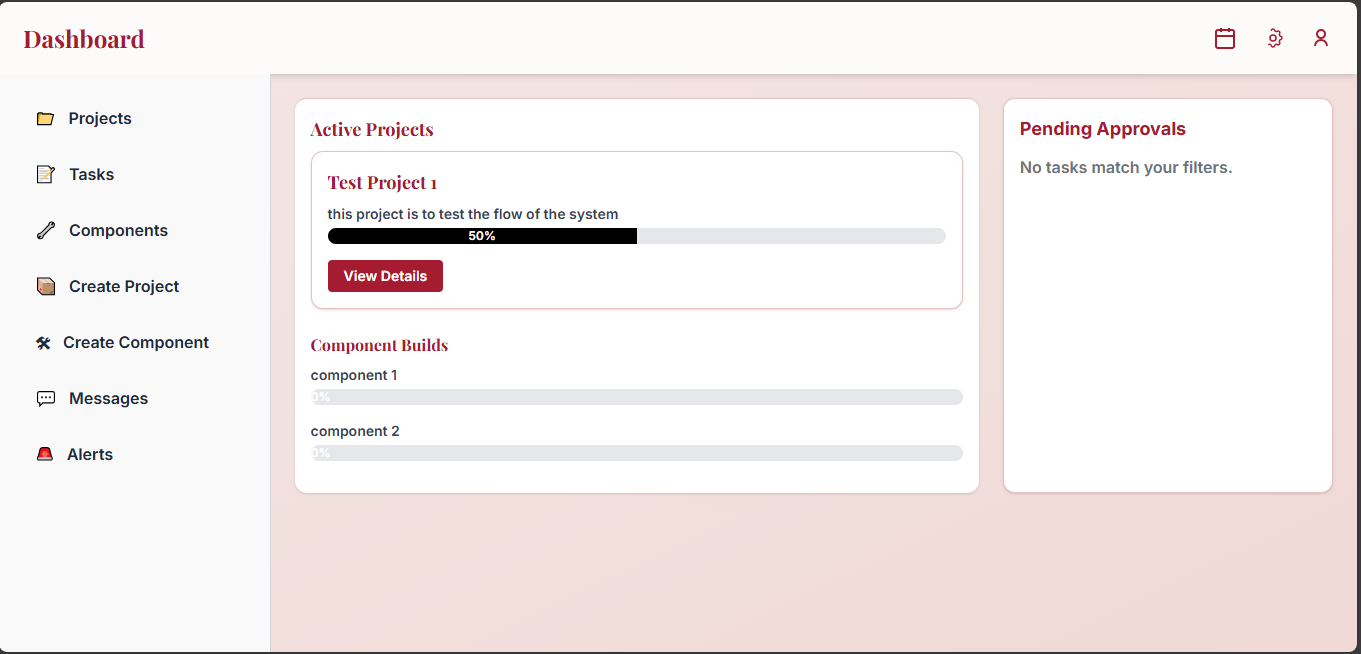 Dashboard
Projects
Tasks
Components
Create Project
Create Component
Messages
Alerts
Active Projects
Test Project 1
this project is to test the flow of the system
50%
View Details
Component Builds
component 1
0%
component 2
0%
Pending Approvals
No tasks match your filters.